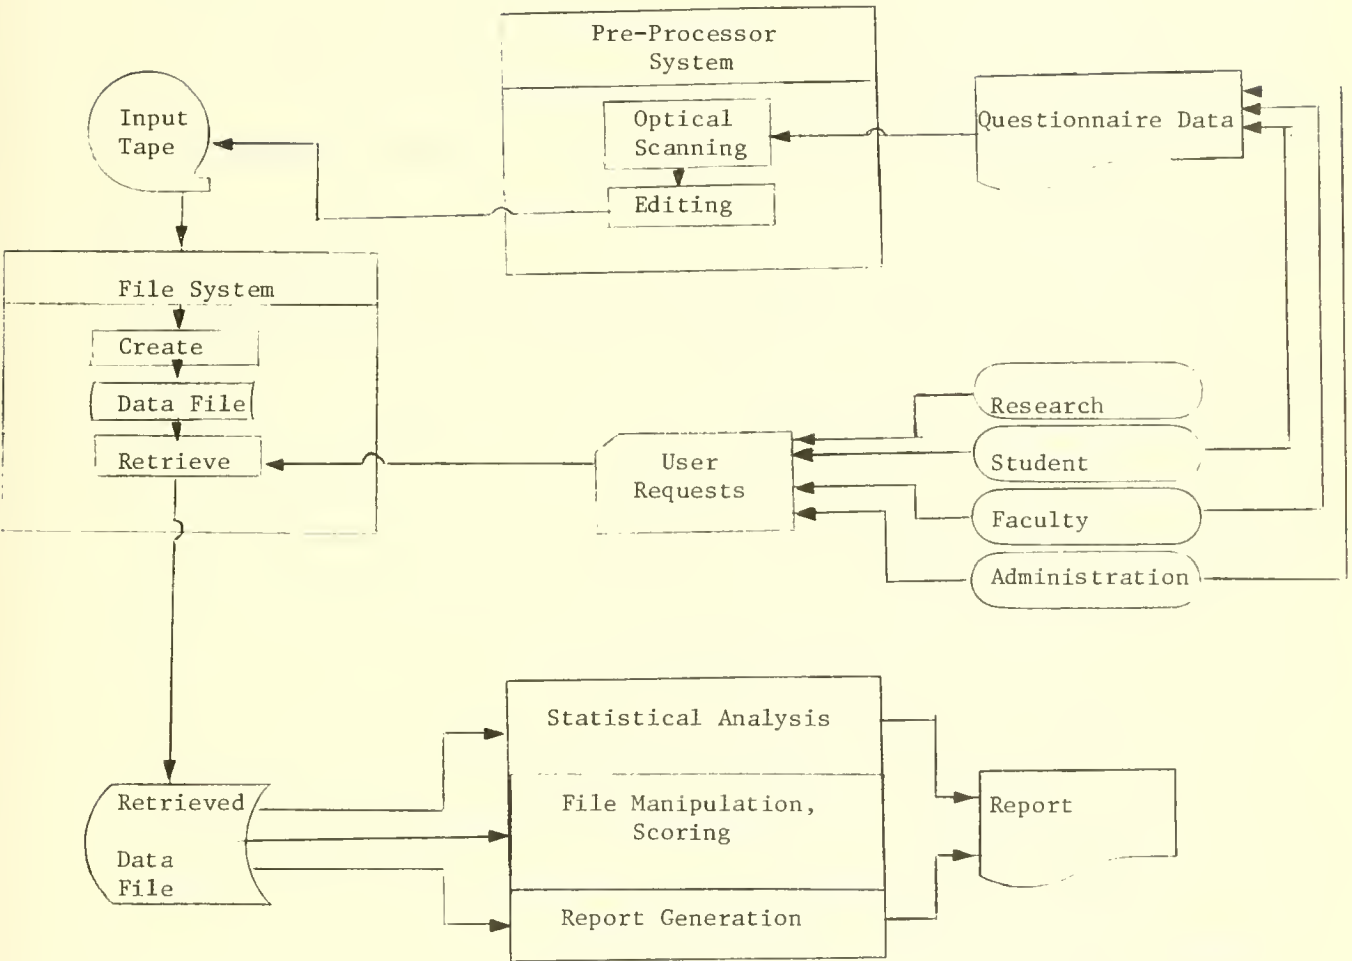 Pre-Processor
System
Input
Tape
Optical
Scanning
Editing
Questionnaire Data
File System
Create
Data File
Retrieve
User
Requests
Research
Student
Faculty
Administration
Statistical Analysis
File Manipulation,
Scoring
Report Generation
Retrieved
Data
File
Report